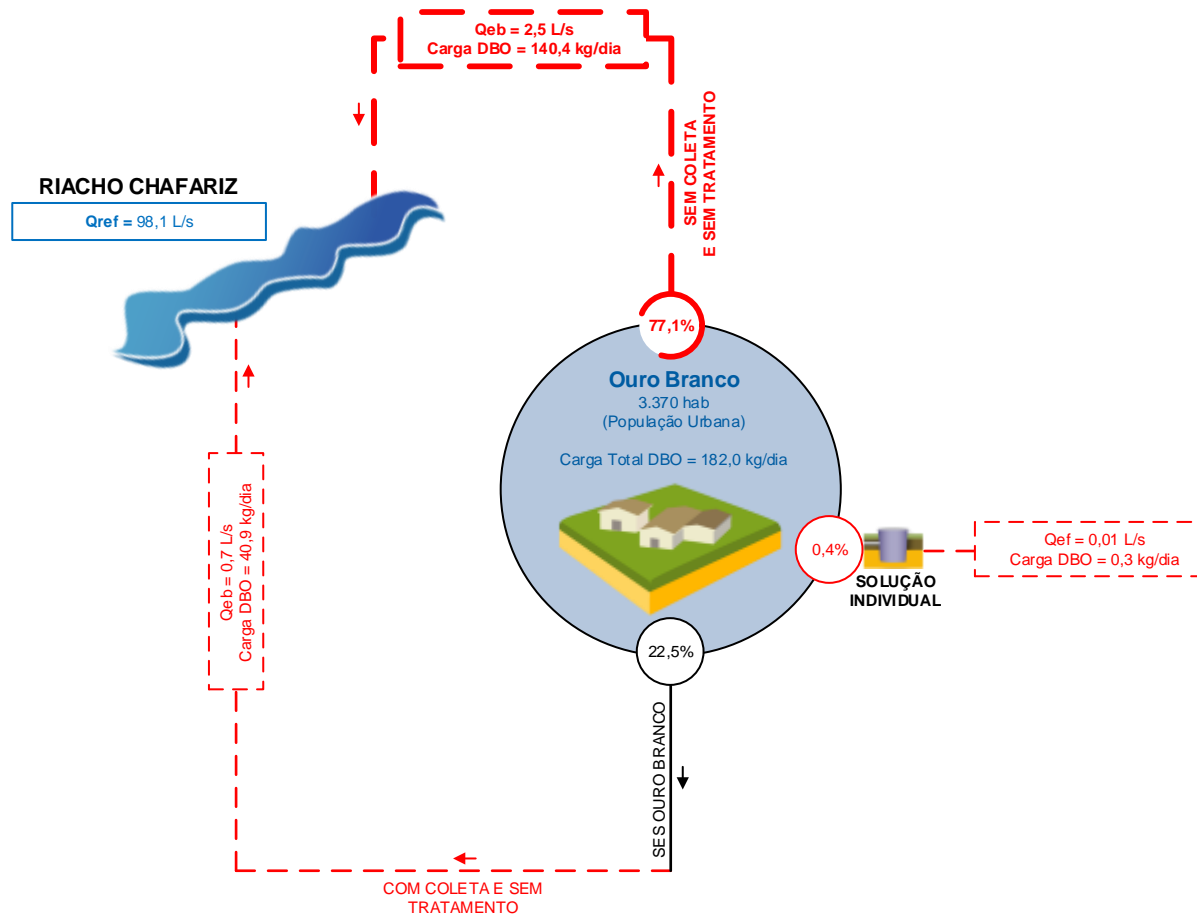 Qeb = 2,5 L/s
Carga DBO = 140,4 kg/dia
SEM COLETA
E SEM TRATAMENTO
RIACHO CHAFARIZ
Qref = 98,1 L/s
77,1%
Ouro Branco
3.370 hab
(População Urbana)
Carga Total DBO = 182,0 kg/dia
0,4%
SOLUÇÃO
INDIVIDUAL
Qef = 0,01 L/s
Carga DBO = 0,3 kg/dia
Qeb = 0,7 L/s
Carga DBO = 40,9 kg/dia
22,5%
SES OURO BRANCO
COM COLETA E SEM
TRATAMENTO